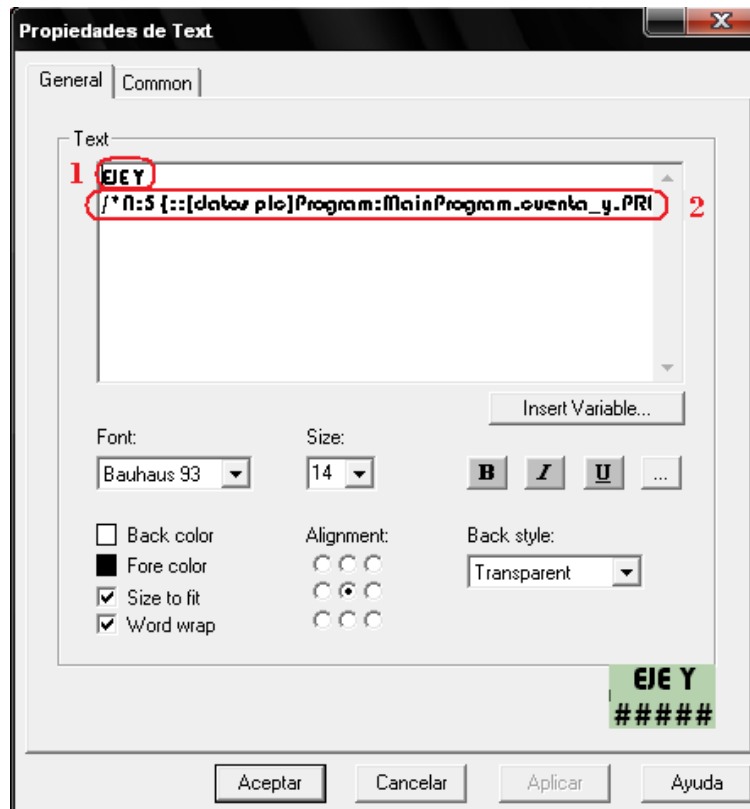 Propiedades de Text
General Common
Text
1 EJE Y
/*N:5 {::[datos plc]Program:MainProgram.cuenta_y.PR 2
Insert Variable...
Font: Size:
Bauhaus 93 14 B I U ...
Back color Alignment: Back style:
Fore color Transparent
Size to fit
Word wrap
EJE Y
#####
Aceptar Cancelar Aplicar Ayuda